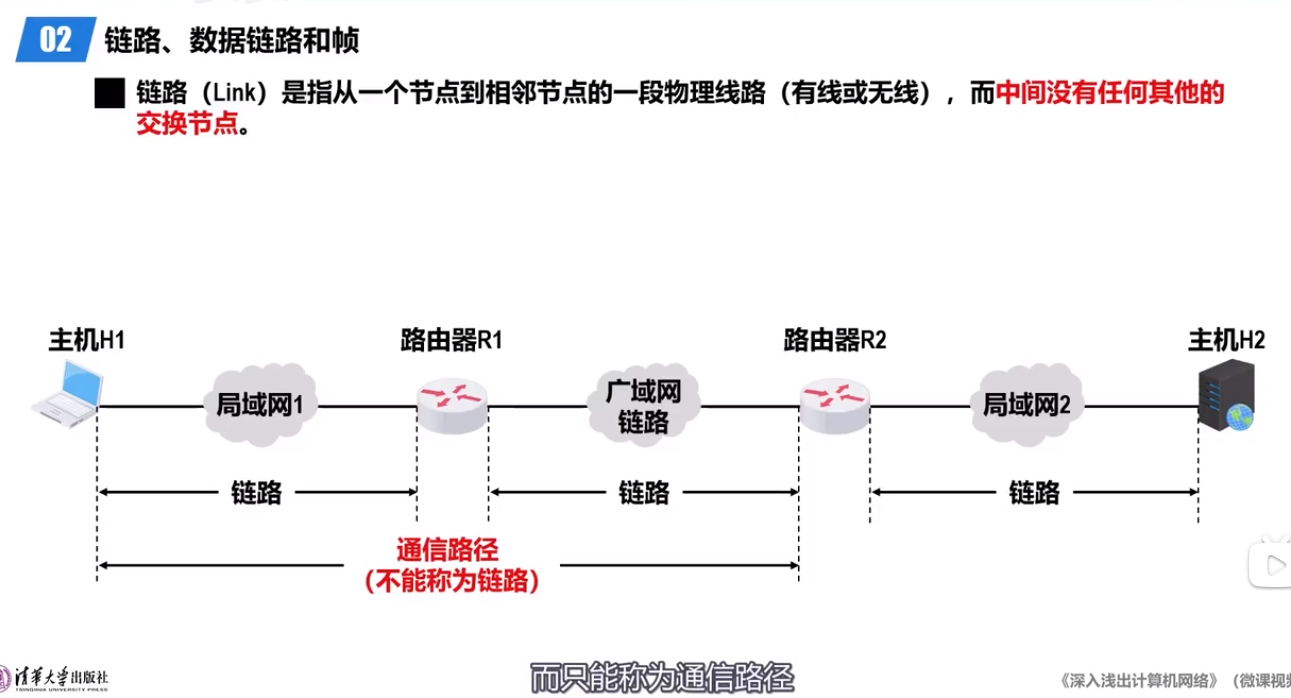 02 链路、数据链路和帧
链路（Link）是指从一个节点到相邻节点的一段物理线路（有线或无线），而中间没有任何其他的
交换节点。
主机H1
路由器R1
路由器R2
主机H2
局域网1
广域网
链路
局域网2
链路
链路
链路
通信路径
（不能称为链路）
而只能称为通信路径
清华大学出版社
TSINGHUA UNIVERSITY PRESS
《深入浅出计算机网络》（微课视频